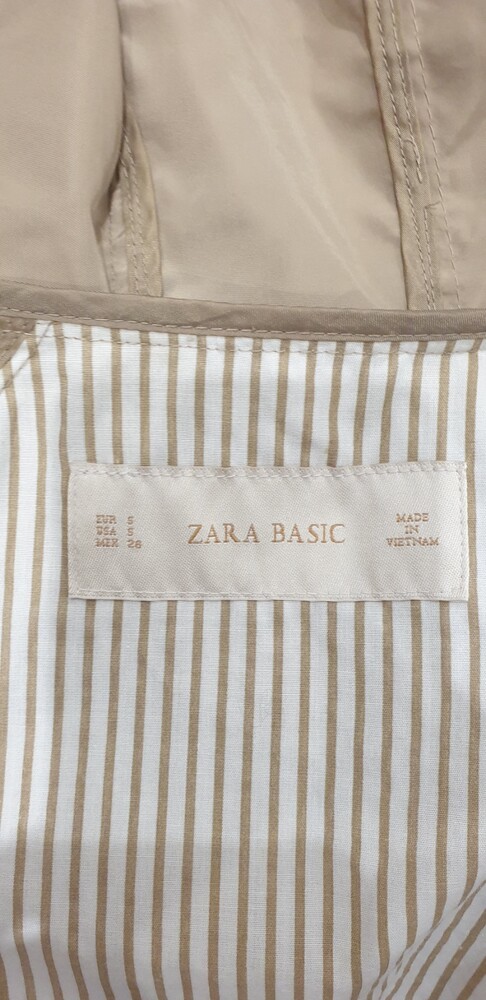 EUR S
USA S
MEX 26
ZARA BASIC
MADE
IN
VIETNAM